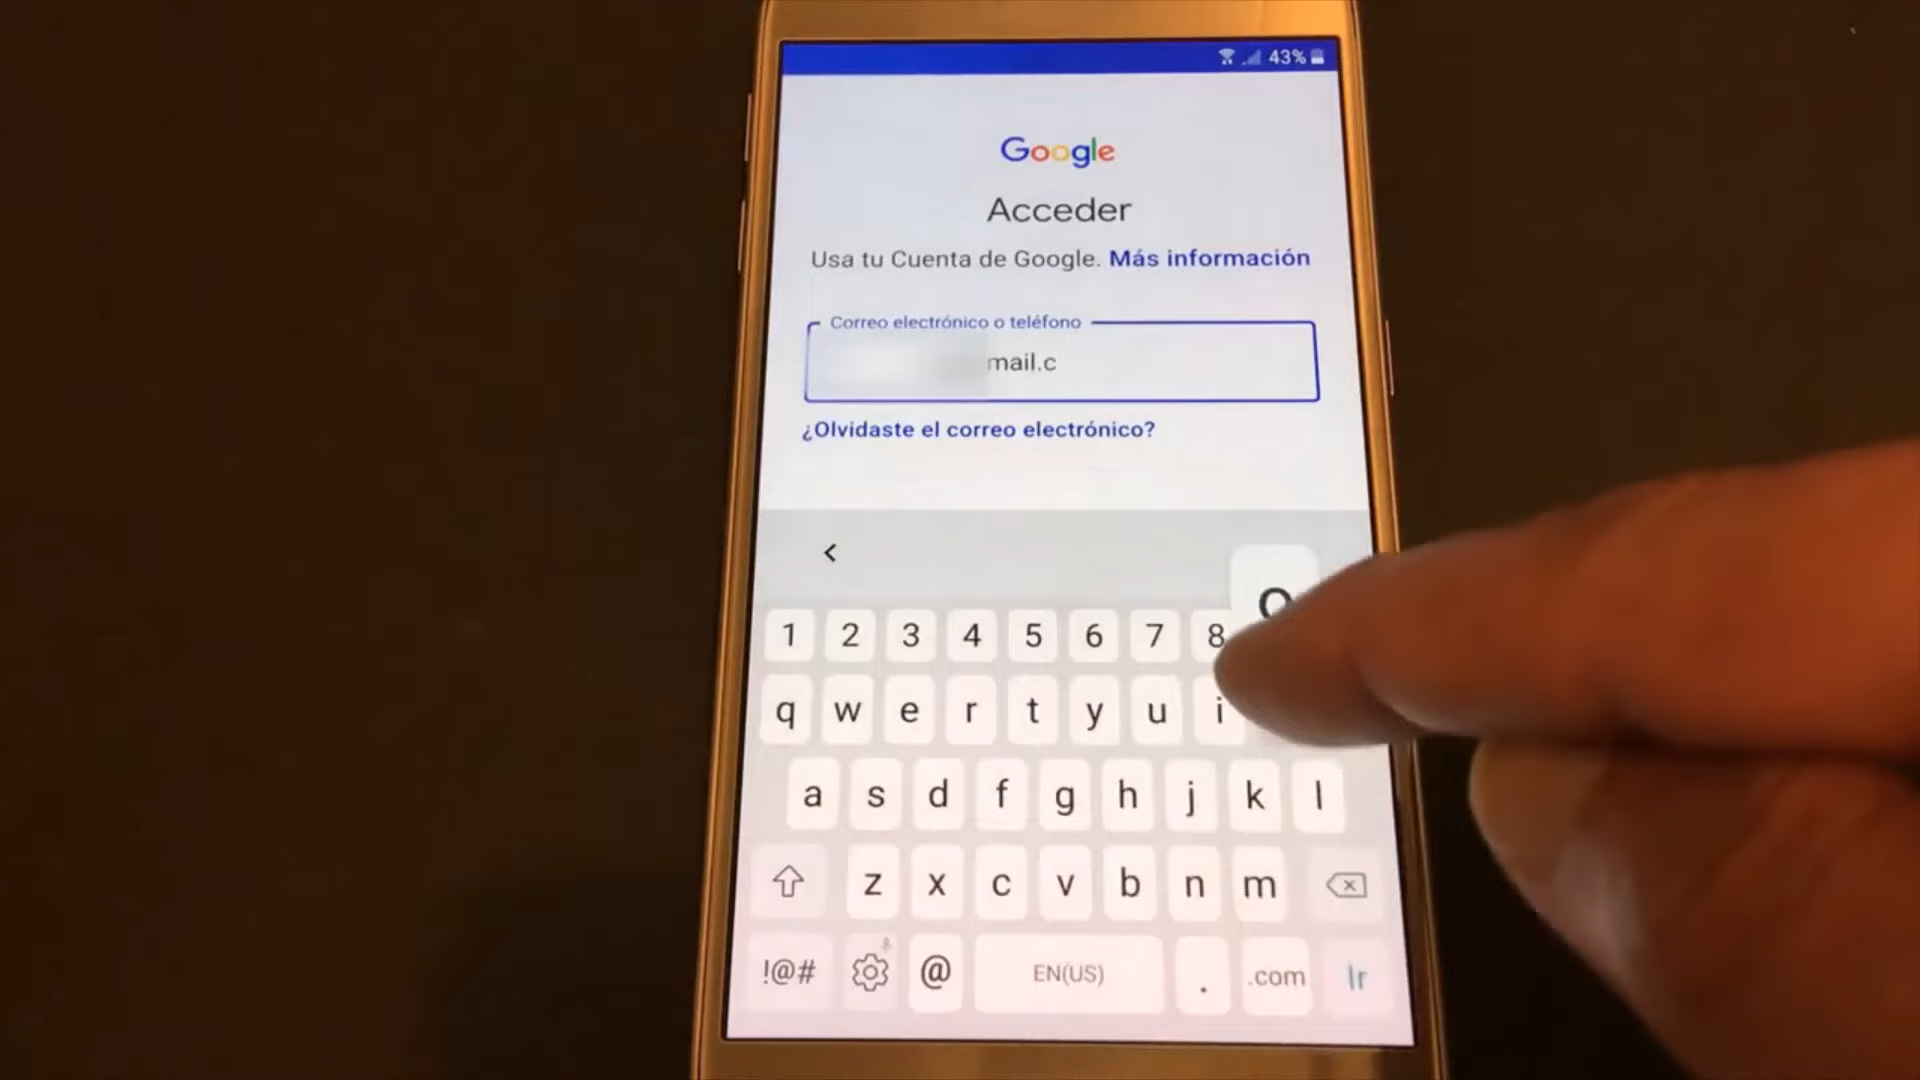 43%
Google
Acceder
Usa tu Cuenta de Google. Más información
Correo electrónico o teléfono
mail.c
¿Olvidaste el correo electrónico?
<
o
1 2 3 4 5 6 7 8
q w e r t y u i
a s d f g h j k l
z x c v b n m
!@# @ EN(US) . .com Ir